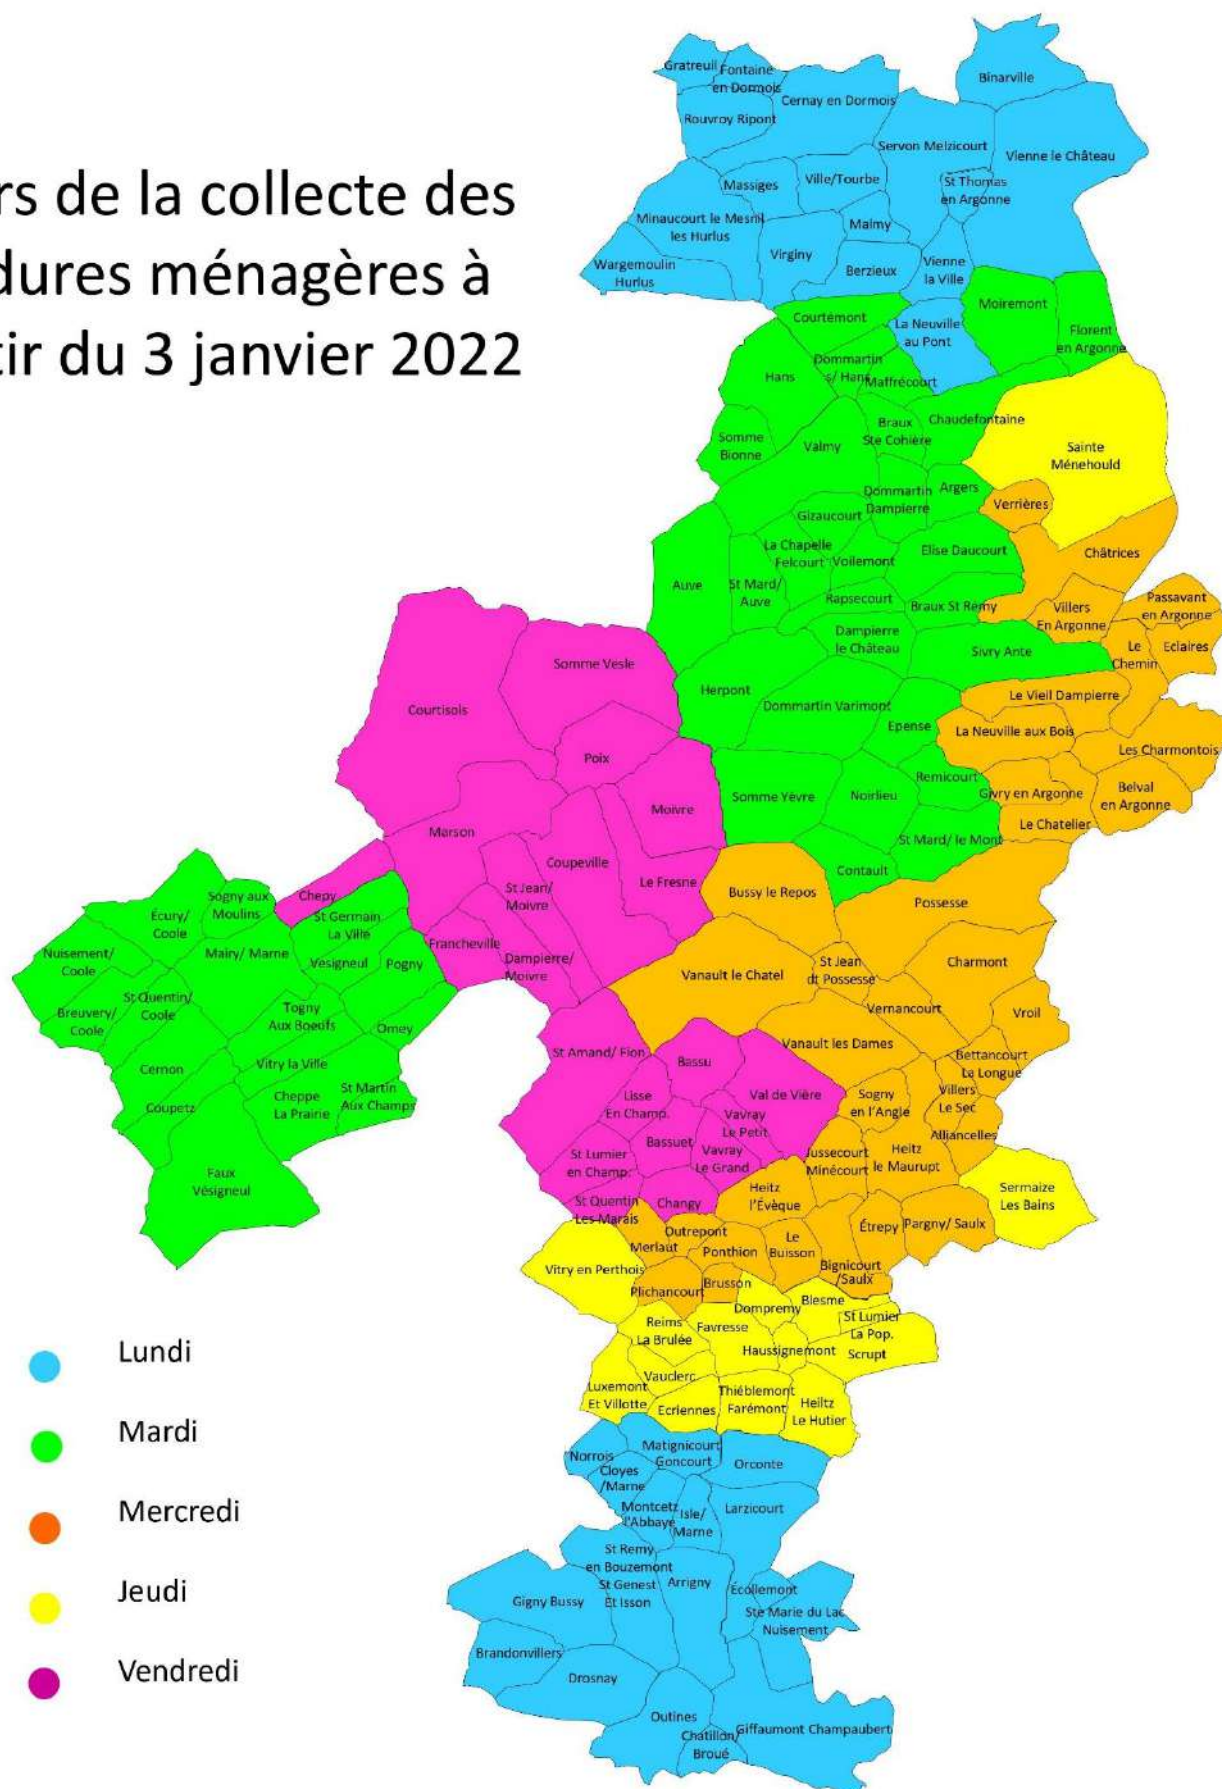 rs de la collecte des
dures ménagères à
tir du 3 janvier 2022
Gratreuil
Fontaine
en Dormois
Cernay en Dormois
Rouvroy Ripont
Binarville
Servon Melzicourt
Vienne le Château
Massiges
Ville/Tourbe
St Thomas
en Argonne
Minaucourt le Mesnil
les Hurlus
Malmy
Virginy
Wargemoulin
Hurlus
Berzieux
Vienne
la Ville
Courtémont
La Neuville
au Pont
Moiremont
Florent
en Argonne
Hans
Dommartin
s/ Hans
Maffrécourt
Somme
Bionne
Valmy
Braux
Ste Cohière
Chaudefontaine
Sainte
Ménehould
Dommartin
Dampierre
Argers
Verrières
Gizaucourt
La Chapelle
Felcourt
Voilemont
Elise Daucourt
Châtrices
Auve
St Mard/
Auve
Rapsecourt
Braux St Rémy
Villers
En Argonne
Passavant
en Argonne
Dampierre
le Château
Sivry Ante
Le
Chemin
Eclaires
Somme Vesle
Courtisols
Herpont
Dommartin Varimont
Epense
Le Vieil Dampierre
La Neuville aux Bois
Les Charmontois
Poix
Moivre
Somme Yèvre
Noirlieu
Remicourt
Givry en Argonne
Belval
en Argonne
Marson
Coupeville
St Mard/ le Mont
Le Chatelier
Contault
Chepy
St Jean/
Moivre
Le Fresne
Bussy le Repos
Possesse
Sogny aux
Moulins
Écury/
Coole
St Germain
La Ville
Francheville
Dampierre/
Moivre
Nuisement/
Coole
Mairy/ Marne
Vésigneul
Pogny
Vanault le Chatel
St Jean
dt Possesse
Charmont
Breuvery/
Coole
St Quentin/
Coole
Togny
Aux Boeufs
Omey
Vernancourt
Vroil
Cernon
Vitry la Ville
St Amand/ Fion
Bassu
Vanault les Dames
Bettancourt
La Longue
Coupetz
Cheppe
La Prairie
St Martin
Aux Champs
Lisse
En Champ.
Val de Vière
Sogny
en l'Angle
Villers
Le Sec
Vavray
Le Petit
Bassuet
Vavray
Le Grand
Alliancelles
Faux
Vésigneul
St Lumier
en Champ.
Jussecourt
Minécourt
Heitz
le Maurupt
Sermaize
Les Bains
St Quentin
Les Marais
Changy
Heitz
l'Évèque
Merlaut
Outrepont
Ponthion
Le
Buisson
Étrepy
Pargny/ Saulx
Vitry en Perthois
Bignicourt
/Saulx
Plichancourt
Brusson
Dompremy
Blesme
Reims
La Brulée
Favresse
St Lumier
La Pop.
Haussignemont
Scrupt
Vauclerc
Luxemont
Et Villotte
Ecriennes
Thiéblemont
Farémont
Heiltz
Le Hutier
Norrois
Matignicourt
Goncourt
Orconte
Cloyes
/Marne
Montcetz
l'Abbaye
Isle/
Marne
Larzicourt
St Remy
en Bouzemont
St Genest
Et Isson
Arrigny
Écollemont
Gigny Bussy
Ste Marie du Lac
Nuisement
Brandonvillers
Drosnay
Outines
Chatillon/
Broué
Giffaumont Champaubert
Lundi
Mardi
Mercredi
Jeudi
Vendredi